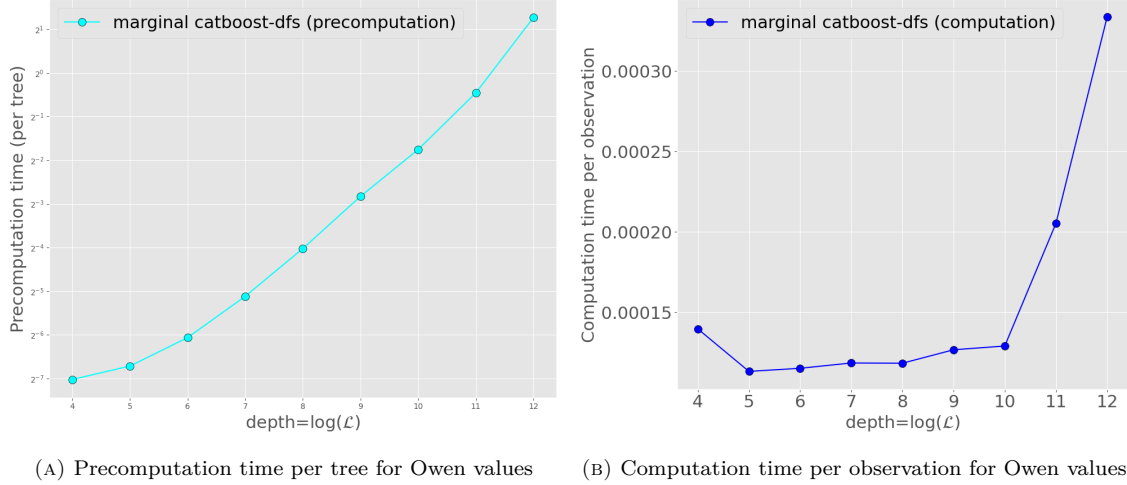 marginal catboost-dfs (precomputation)
Precomputation time (per tree)
2^1
2^0
2^-1
2^-2
2^-3
2^-4
2^-5
2^-6
2^-7
4 5 6 7 8 9 10 11 12
depth=log(ℒ)
(A) Precomputation time per tree for Owen values
marginal catboost-dfs (computation)
Computation time per observation
0.00030
0.00025
0.00020
0.00015
4 5 6 7 8 9 10 11 12
depth=log(ℒ)
(B) Computation time per observation for Owen values